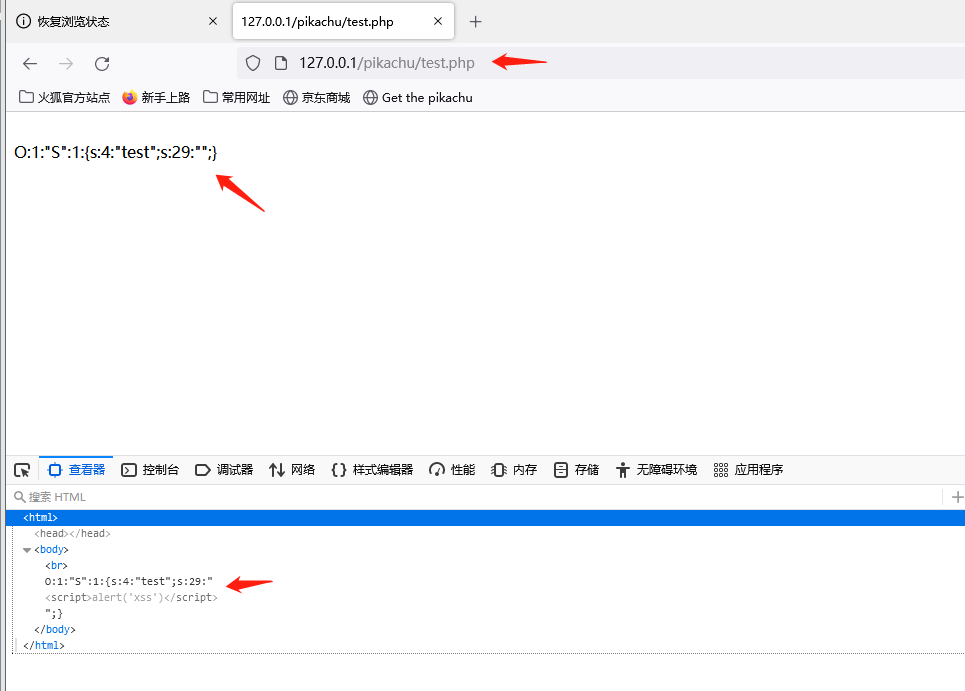 恢复浏览状态
127.0.0.1/pikachu/test.php
127.0.0.1/pikachu/test.php
火狐官方站点 新手上路 常用网址 京东商城 Get the pikachu
O:1:"S":1:{s:4:"test";s:29:"";}
查看器 控制台 调试器 网络 样式编辑器 性能 内存 存储 无障碍环境 应用程序
搜索 HTML
<html>
<head></head>
<body>
<br>
O:1:"S":1:{s:4:"test";s:29:"
<script>alert('xss')</script>
";}
</body>
</html>